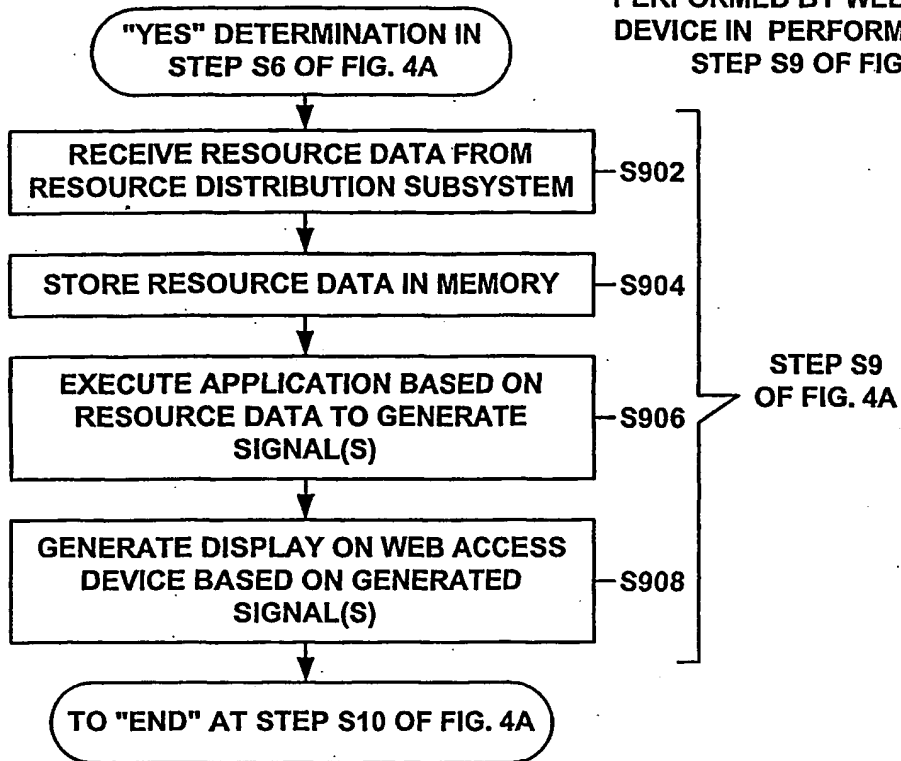 PERFORMED BY WEB
DEVICE IN PERFORM
STEP S9 OF FIG
"YES" DETERMINATION IN
STEP S6 OF FIG. 4A
RECEIVE RESOURCE DATA FROM
RESOURCE DISTRIBUTION SUBSYSTEM
S902
STORE RESOURCE DATA IN MEMORY
S904
EXECUTE APPLICATION BASED ON
RESOURCE DATA TO GENERATE
SIGNAL(S)
S906
STEP S9
OF FIG. 4A
GENERATE DISPLAY ON WEB ACCESS
DEVICE BASED ON GENERATED
SIGNAL(S)
S908
TO "END" AT STEP S10 OF FIG. 4A